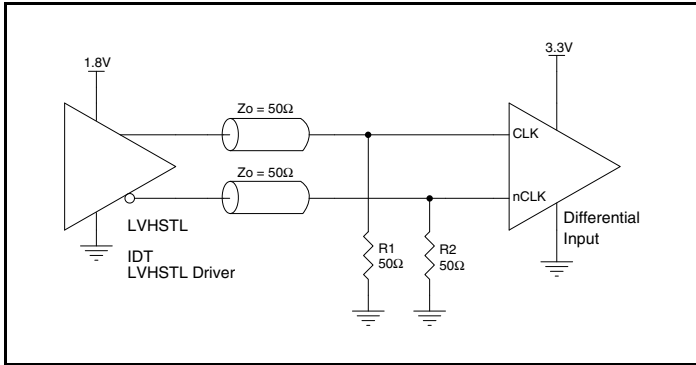 1.8V
3.3V
Zo = 50Ω
CLK
Zo = 50Ω
nCLK
LVHSTL
IDT
LVHSTL Driver
R1
50Ω
R2
50Ω
Differential
Input